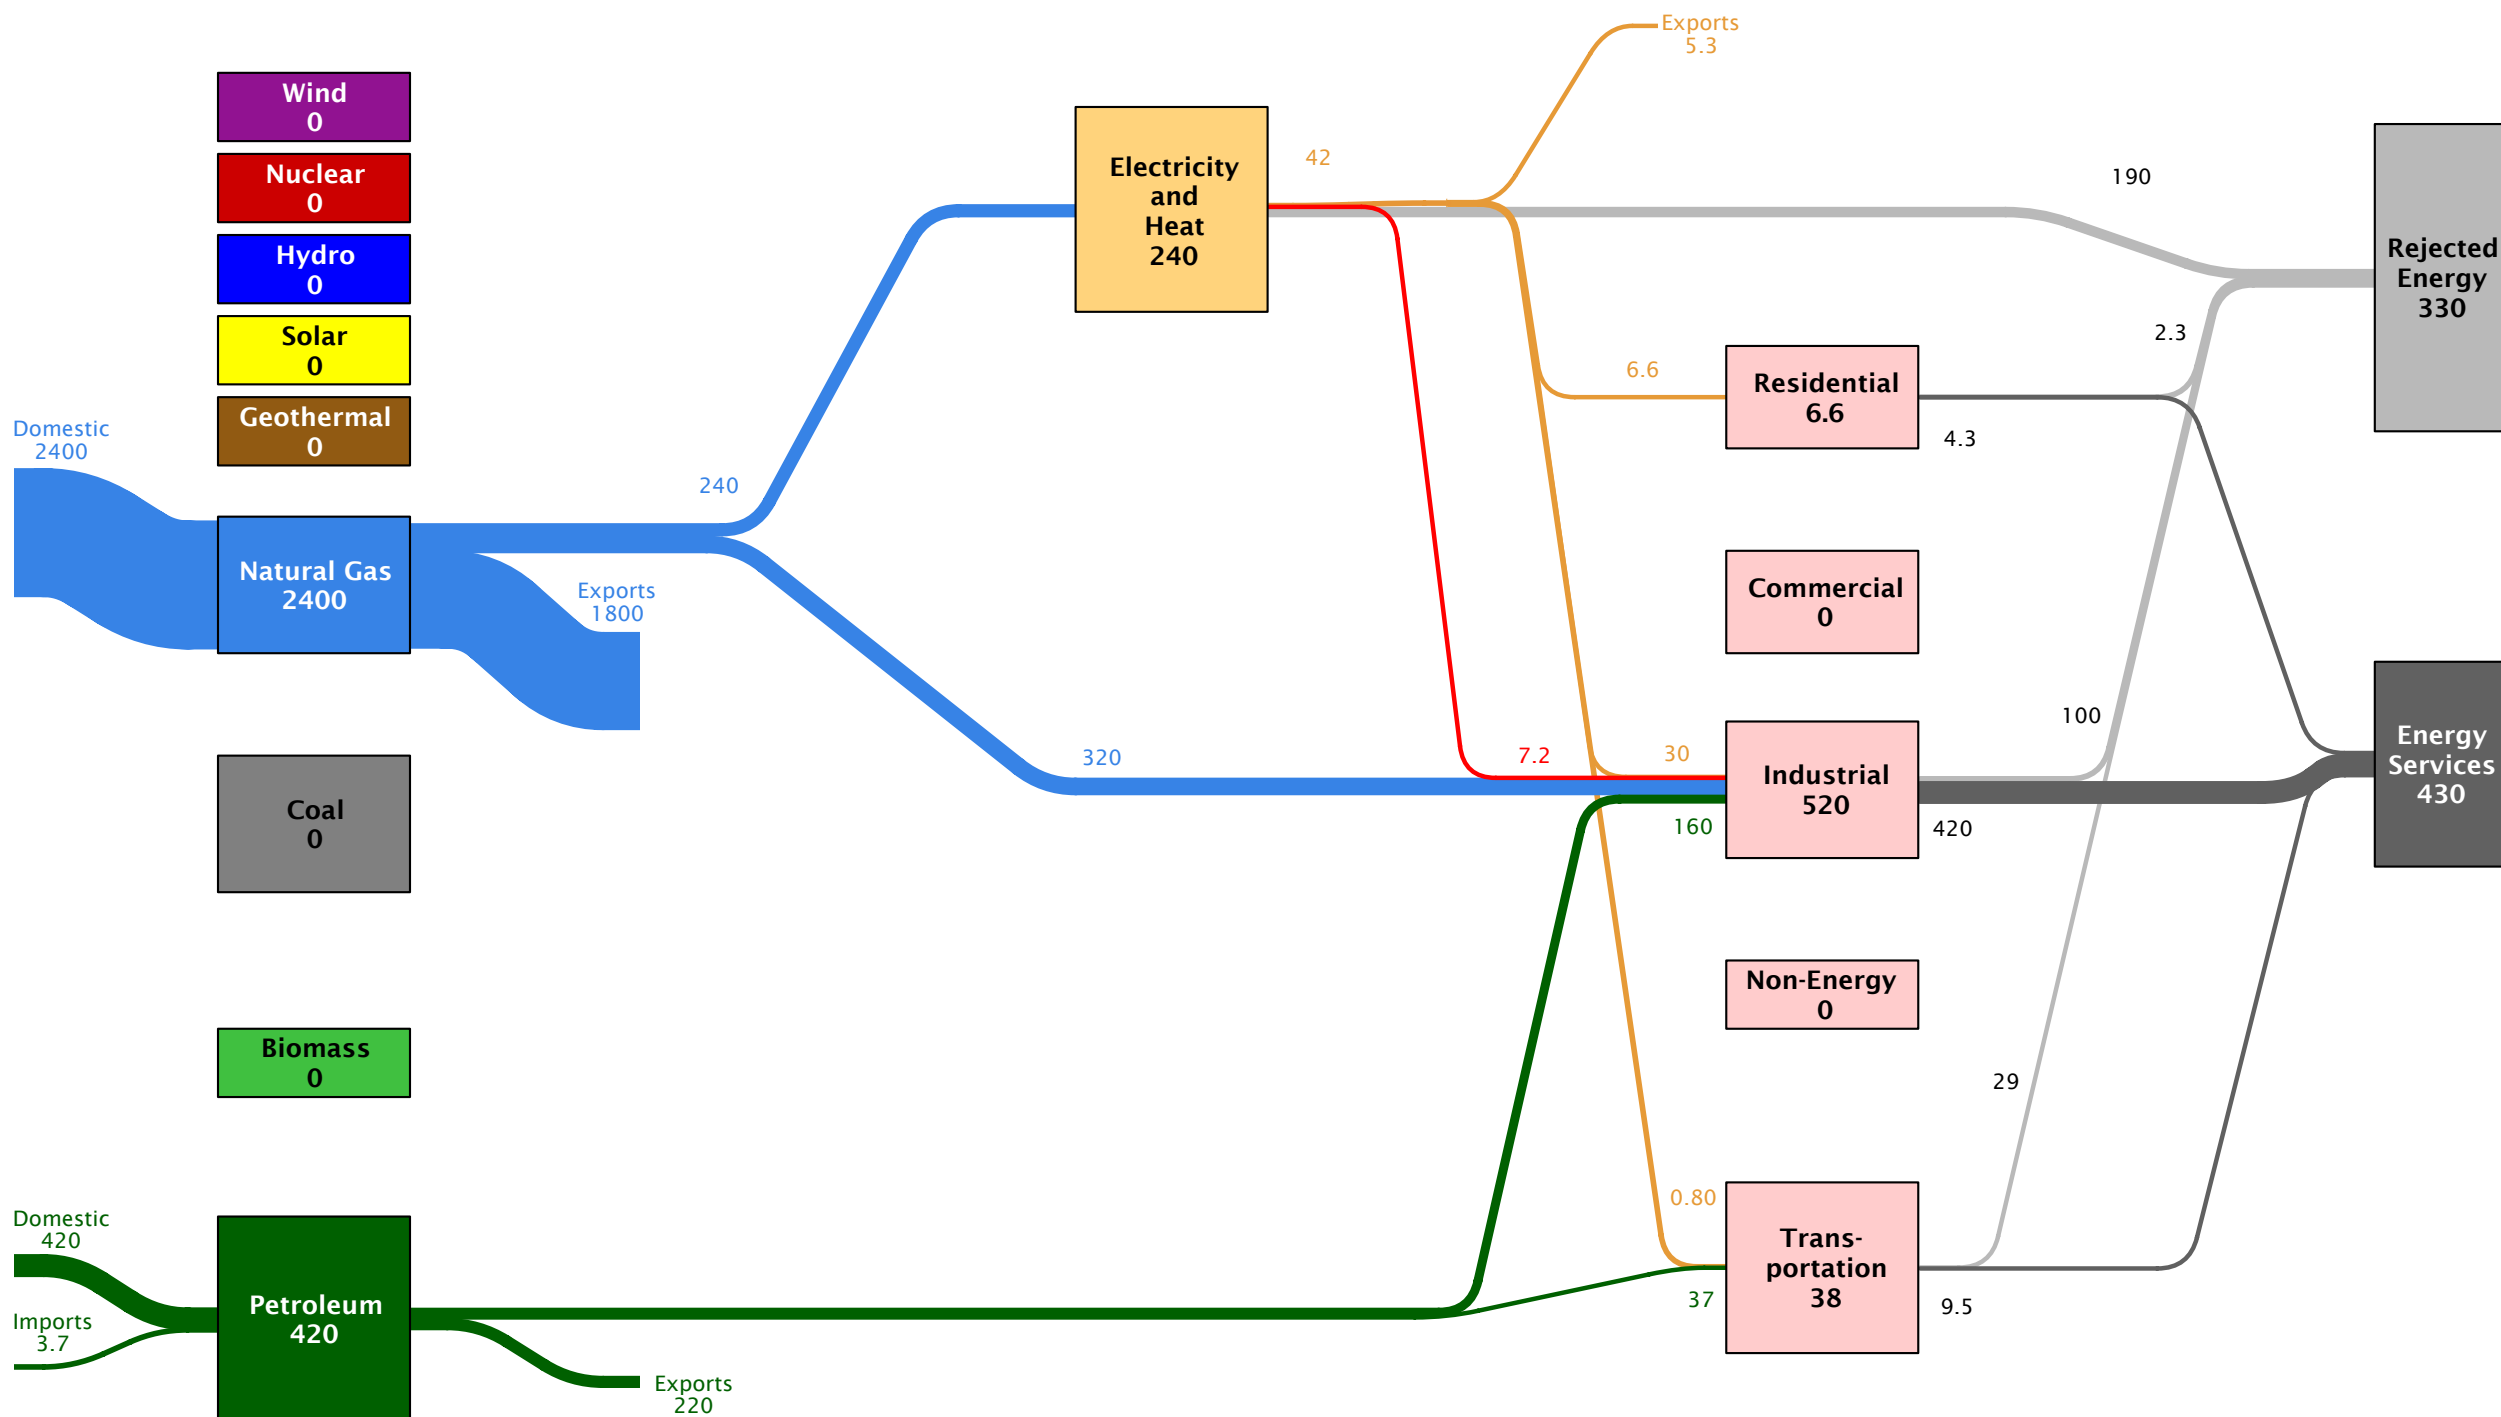 Exports
5.3
Wind
0
Nuclear
0
Hydro
0
Solar
0
Geothermal
0
Domestic
2400
Natural Gas
2400
Exports
1800
240
320
Coal
0
Biomass
0
Domestic
420
Imports
3.7
Petroleum
420
Exports
220
Electricity
and
Heat
240
42
190
6.6
Residential
6.6
2.3
4.3
Commercial
0
7.2
30
160
Industrial
520
100
420
Non-Energy
0
0.80
37
Trans-
portation
38
29
9.5
Rejected
Energy
330
Energy
Services
430